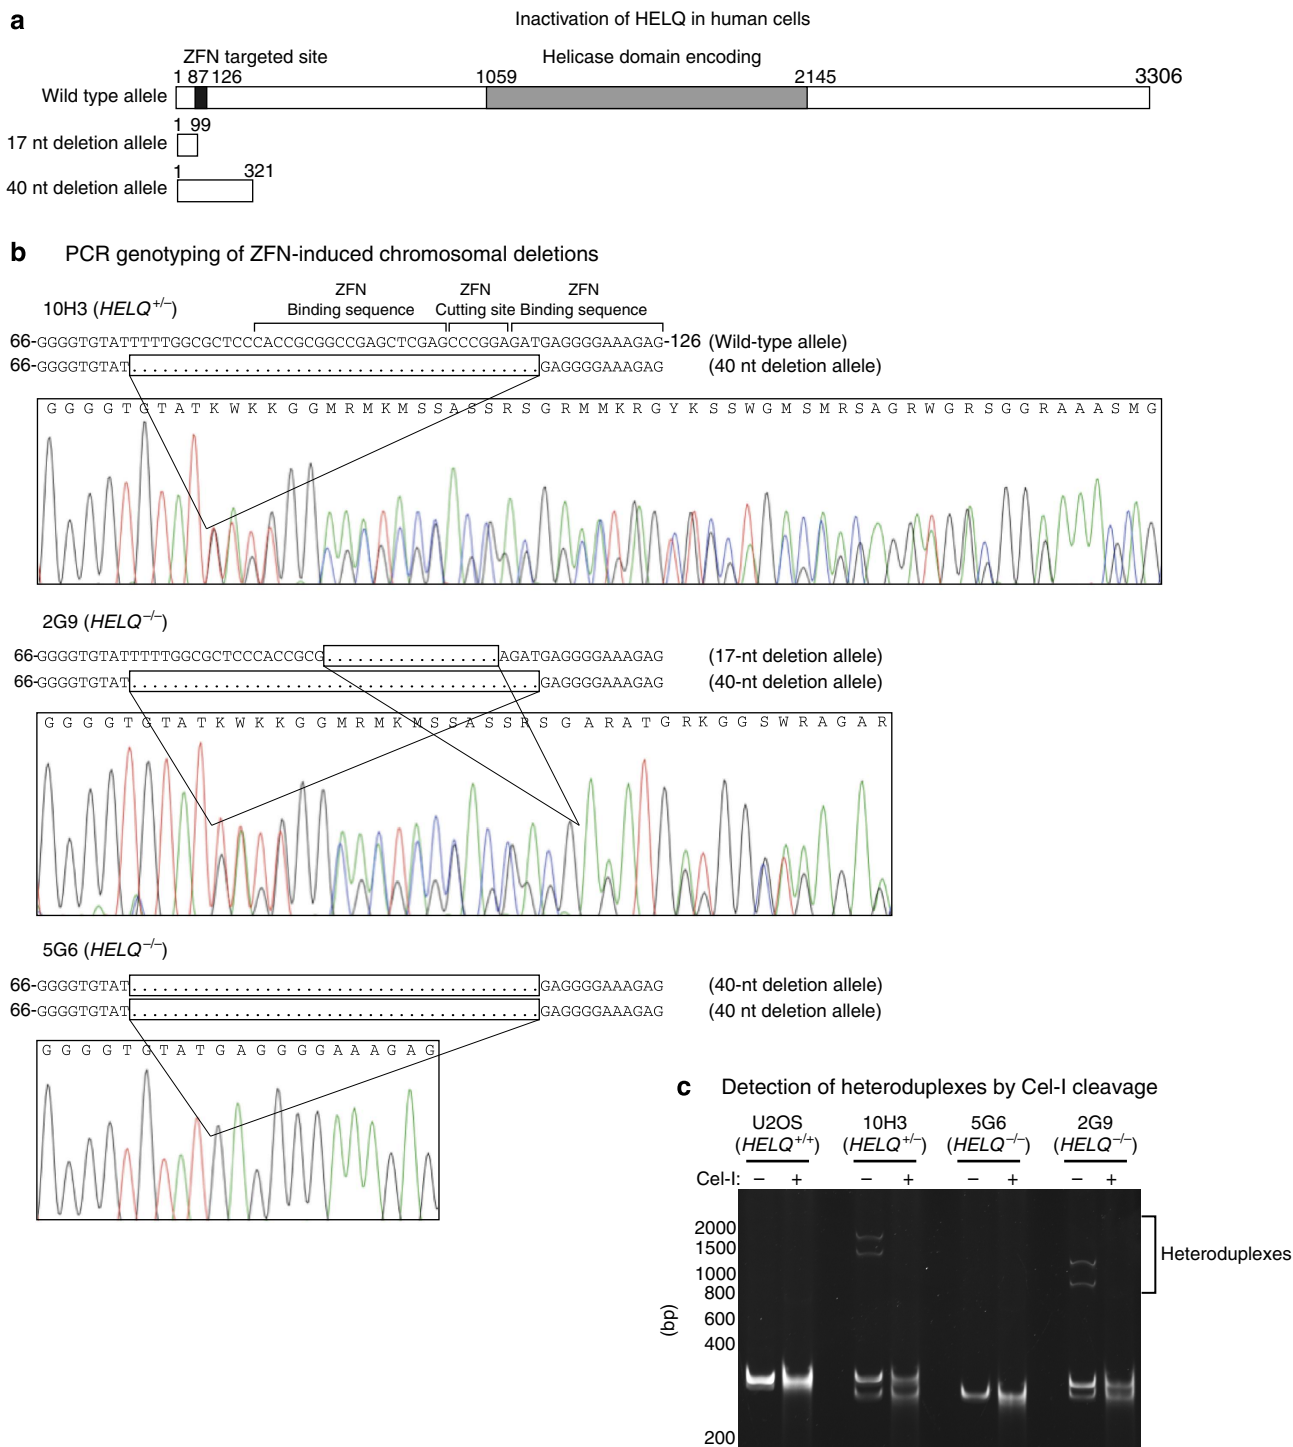 a Inactivation of HELQ in human cells
ZFN targeted site Helicase domain encoding
1 87 126 1059 2145 3306
Wild type allele
1 99
17 nt deletion allele
1 321
40 nt deletion allele
b PCR genotyping of ZFN-induced chromosomal deletions
10H3 (HELQ+/–)
ZFN ZFN ZFN
Binding sequence Cutting site Binding sequence
66-GGGGTGTATTTTTGGCGCTCCCACCGCGGCCGAGCTCGAGCCCGGAGATGAGGGGAAAGAG-126 (Wild-type allele)
66-GGGGTGTAT........................................GAGGGGAAAGAG (40 nt deletion allele)
G G G G T G T A T K W K K G G M R M K M S S A S S R S G R M M K R G Y K S S W G M S M R S A G R W G R S G G R A A A S M G
2G9 (HELQ–/–)
66-GGGGTGTATTTTTGGCGCTCCCACCGCG.................AGATGAGGGGAAAGAG (17-nt deletion allele)
66-GGGGTGTAT........................................GAGGGGAAAGAG (40-nt deletion allele)
G G G G T G T A T K W K K G G M R M K M S S A S S R S G A R A T G R K G G S W R A G A R
5G6 (HELQ–/–)
66-GGGGTGTAT........................................GAGGGGAAAGAG (40-nt deletion allele)
66-GGGGTGTAT........................................GAGGGGAAAGAG (40 nt deletion allele)
G G G G T G T A T G A G G G G A A A G A G
c Detection of heteroduplexes by Cel-I cleavage
U2OS 10H3 5G6 2G9
(HELQ+/+) (HELQ+/–) (HELQ–/–) (HELQ–/–)
Cel-I: – + – + – + – +
2000
1500
Heteroduplexes
1000
800
600
(bp)
400
200